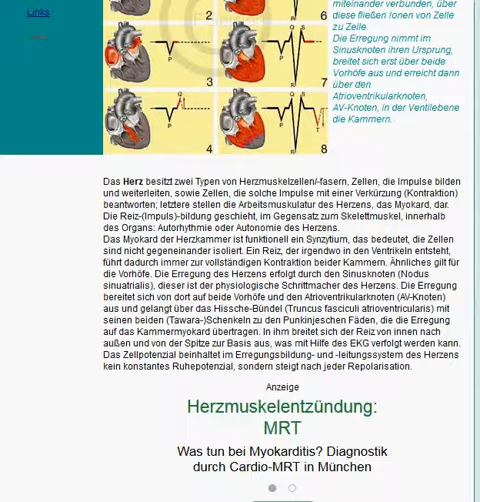 Links
miteinander verbunden, über
diese fließen Ionen von Zelle
zu Zelle.
Die Erregung nimmt im
Sinusknoten ihren Ursprung,
breitet sich erst über beide
Vorhöfe aus und erreicht dann
über den
Atrioventrikularknoten,
AV-Knoten, in der Ventilebene
die Kammern.
2
6
3
7
4
8
Das Herz besitzt zwei Typen von Herzmuskelzellen/-fasern, Zellen, die Impulse bilden
und weiterleiten, sowie Zellen, die solche Impulse mit einer Verkürzung (Kontraktion)
beantworten; letztere stellen die Arbeitsmuskulatur des Herzens, das Myokard, dar.
Die Reiz-(Impuls)-bildung geschieht, im Gegensatz zum Skelettmuskel, innerhalb
des Organs: Autorhythmie oder Autonomie des Herzens.
Das Myokard der Herzkammer ist funktionell ein Synzytium, das bedeutet, die Zellen
sind nicht gegeneinander isoliert. Ein Reiz, der irgendwo in den Ventrikeln entsteht,
führt dadurch immer zur vollständigen Kontraktion beider Kammern. Ähnliches gilt für
die Vorhöfe. Die Erregung des Herzens erfolgt durch den Sinusknoten (Nodus
sinuatrialis), dieser ist der physiologische Schrittmacher des Herzens. Die Erregung
bereitet sich von dort auf beide Vorhöfe und den Atrioventrikularknoten (AV-Knoten)
aus und gelangt über das Hissche-Bündel (Truncus fasciculi atrioventricularis) mit
seinen beiden (Tawara-)Schenkeln zu den Punkinjeschen Fäden, die die Erregung
auf das Kammermyokard übertragen. In ihm breitet sich der Reiz von innen nach
außen und von der Spitze zur Basis aus, was mit Hilfe des EKG verfolgt werden kann.
Das Zellpotenzial beinhaltet im Erregungsbildung- und -leitungssystem des Herzens
kein konstantes Ruhepotenzial, sondern steigt nach jeder Repolarisation.
Anzeige
Herzmuskelentzündung:
MRT
Was tun bei Myokarditis? Diagnostik
durch Cardio-MRT in München